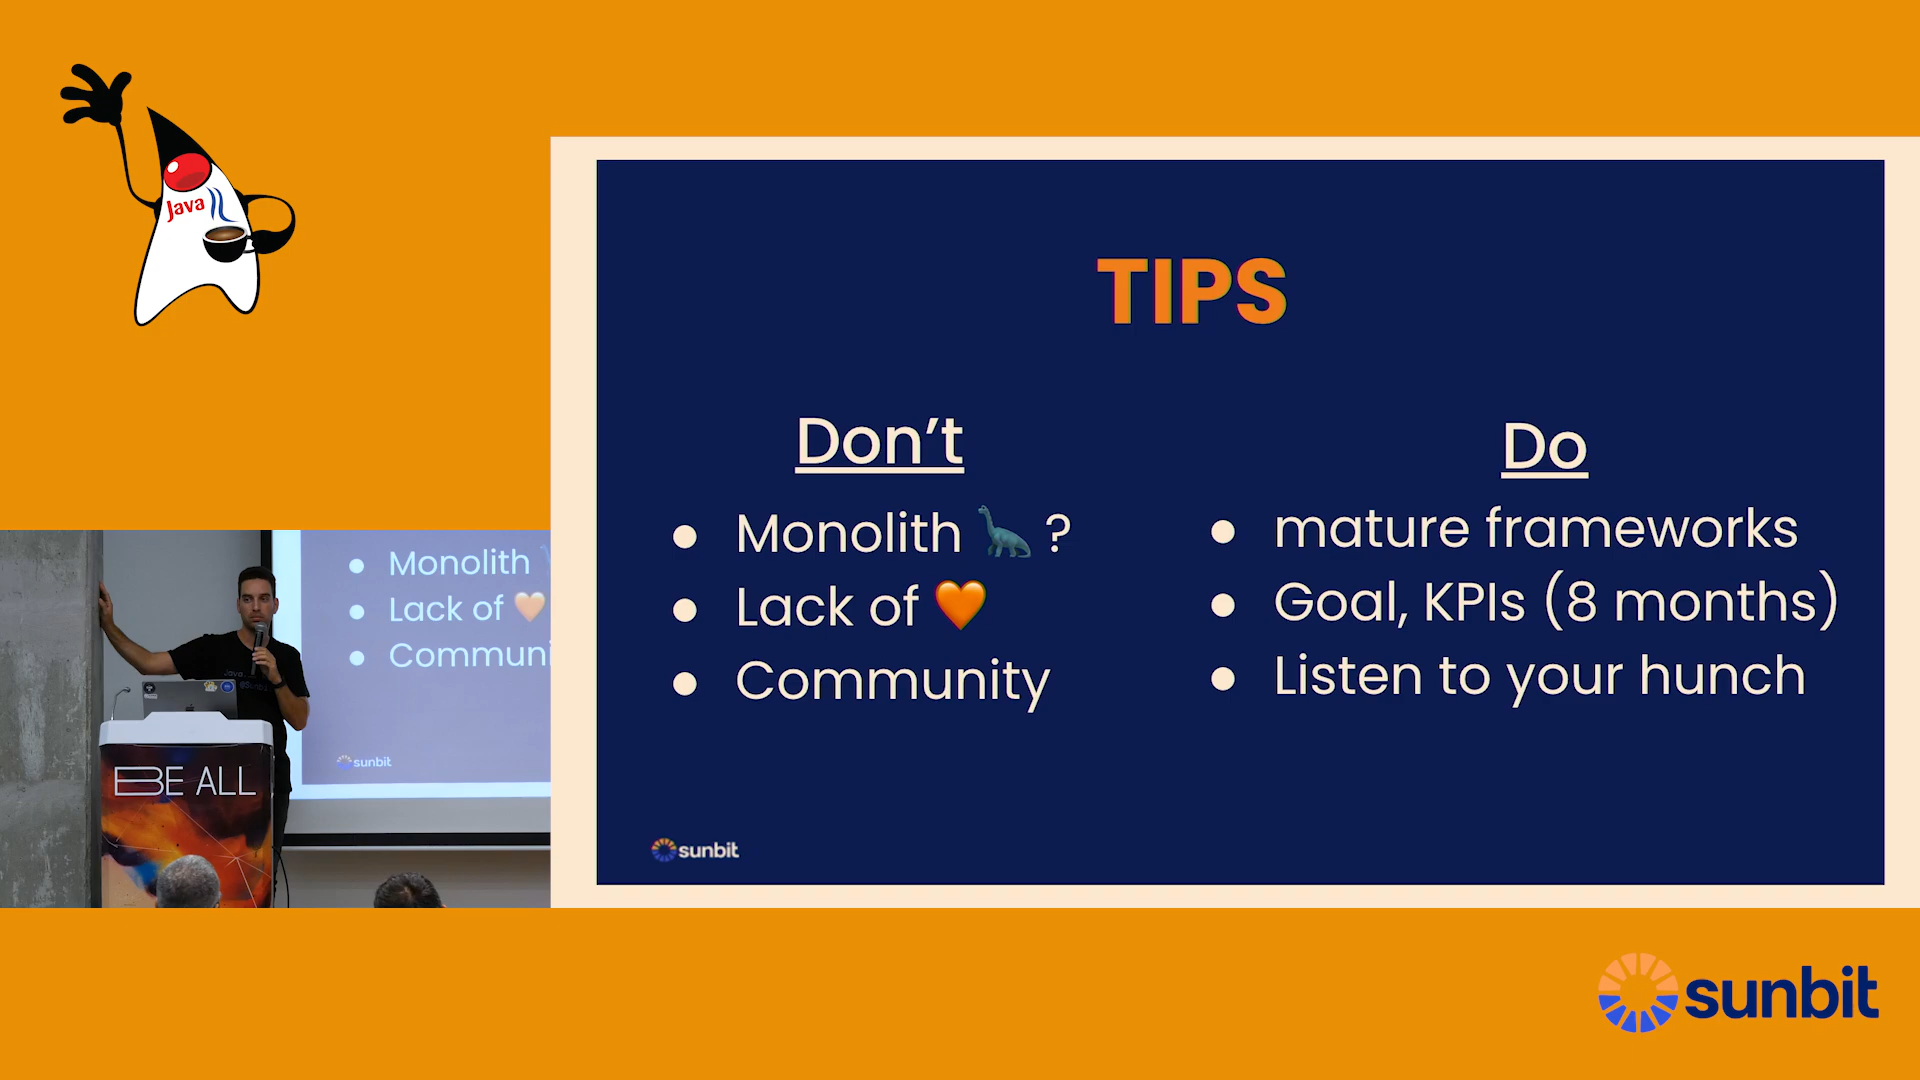 Java
TIPS
Don't
Monolith 🦕 ?
Lack of 🧡
Community
Do
mature frameworks
Goal, KPIs (8 months)
Listen to your hunch
sunbit
Monolith
Lack of 🧡
Communi
sunbit
Java
BE ALL
sunbit